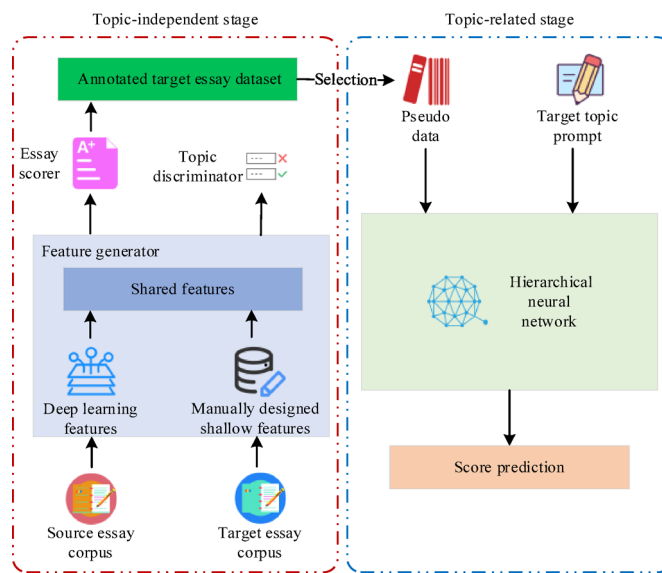 Topic-independent stage
Topic-related stage
Annotated target essay dataset
Selection
Pseudo
data
Target topic
prompt
A+
Essay
scorer
Topic
discriminator
Feature generator
Shared features
Hierarchical
neural
network
Deep learning
features
Manually designed
shallow features
Score prediction
Source essay
corpus
Target essay
corpus